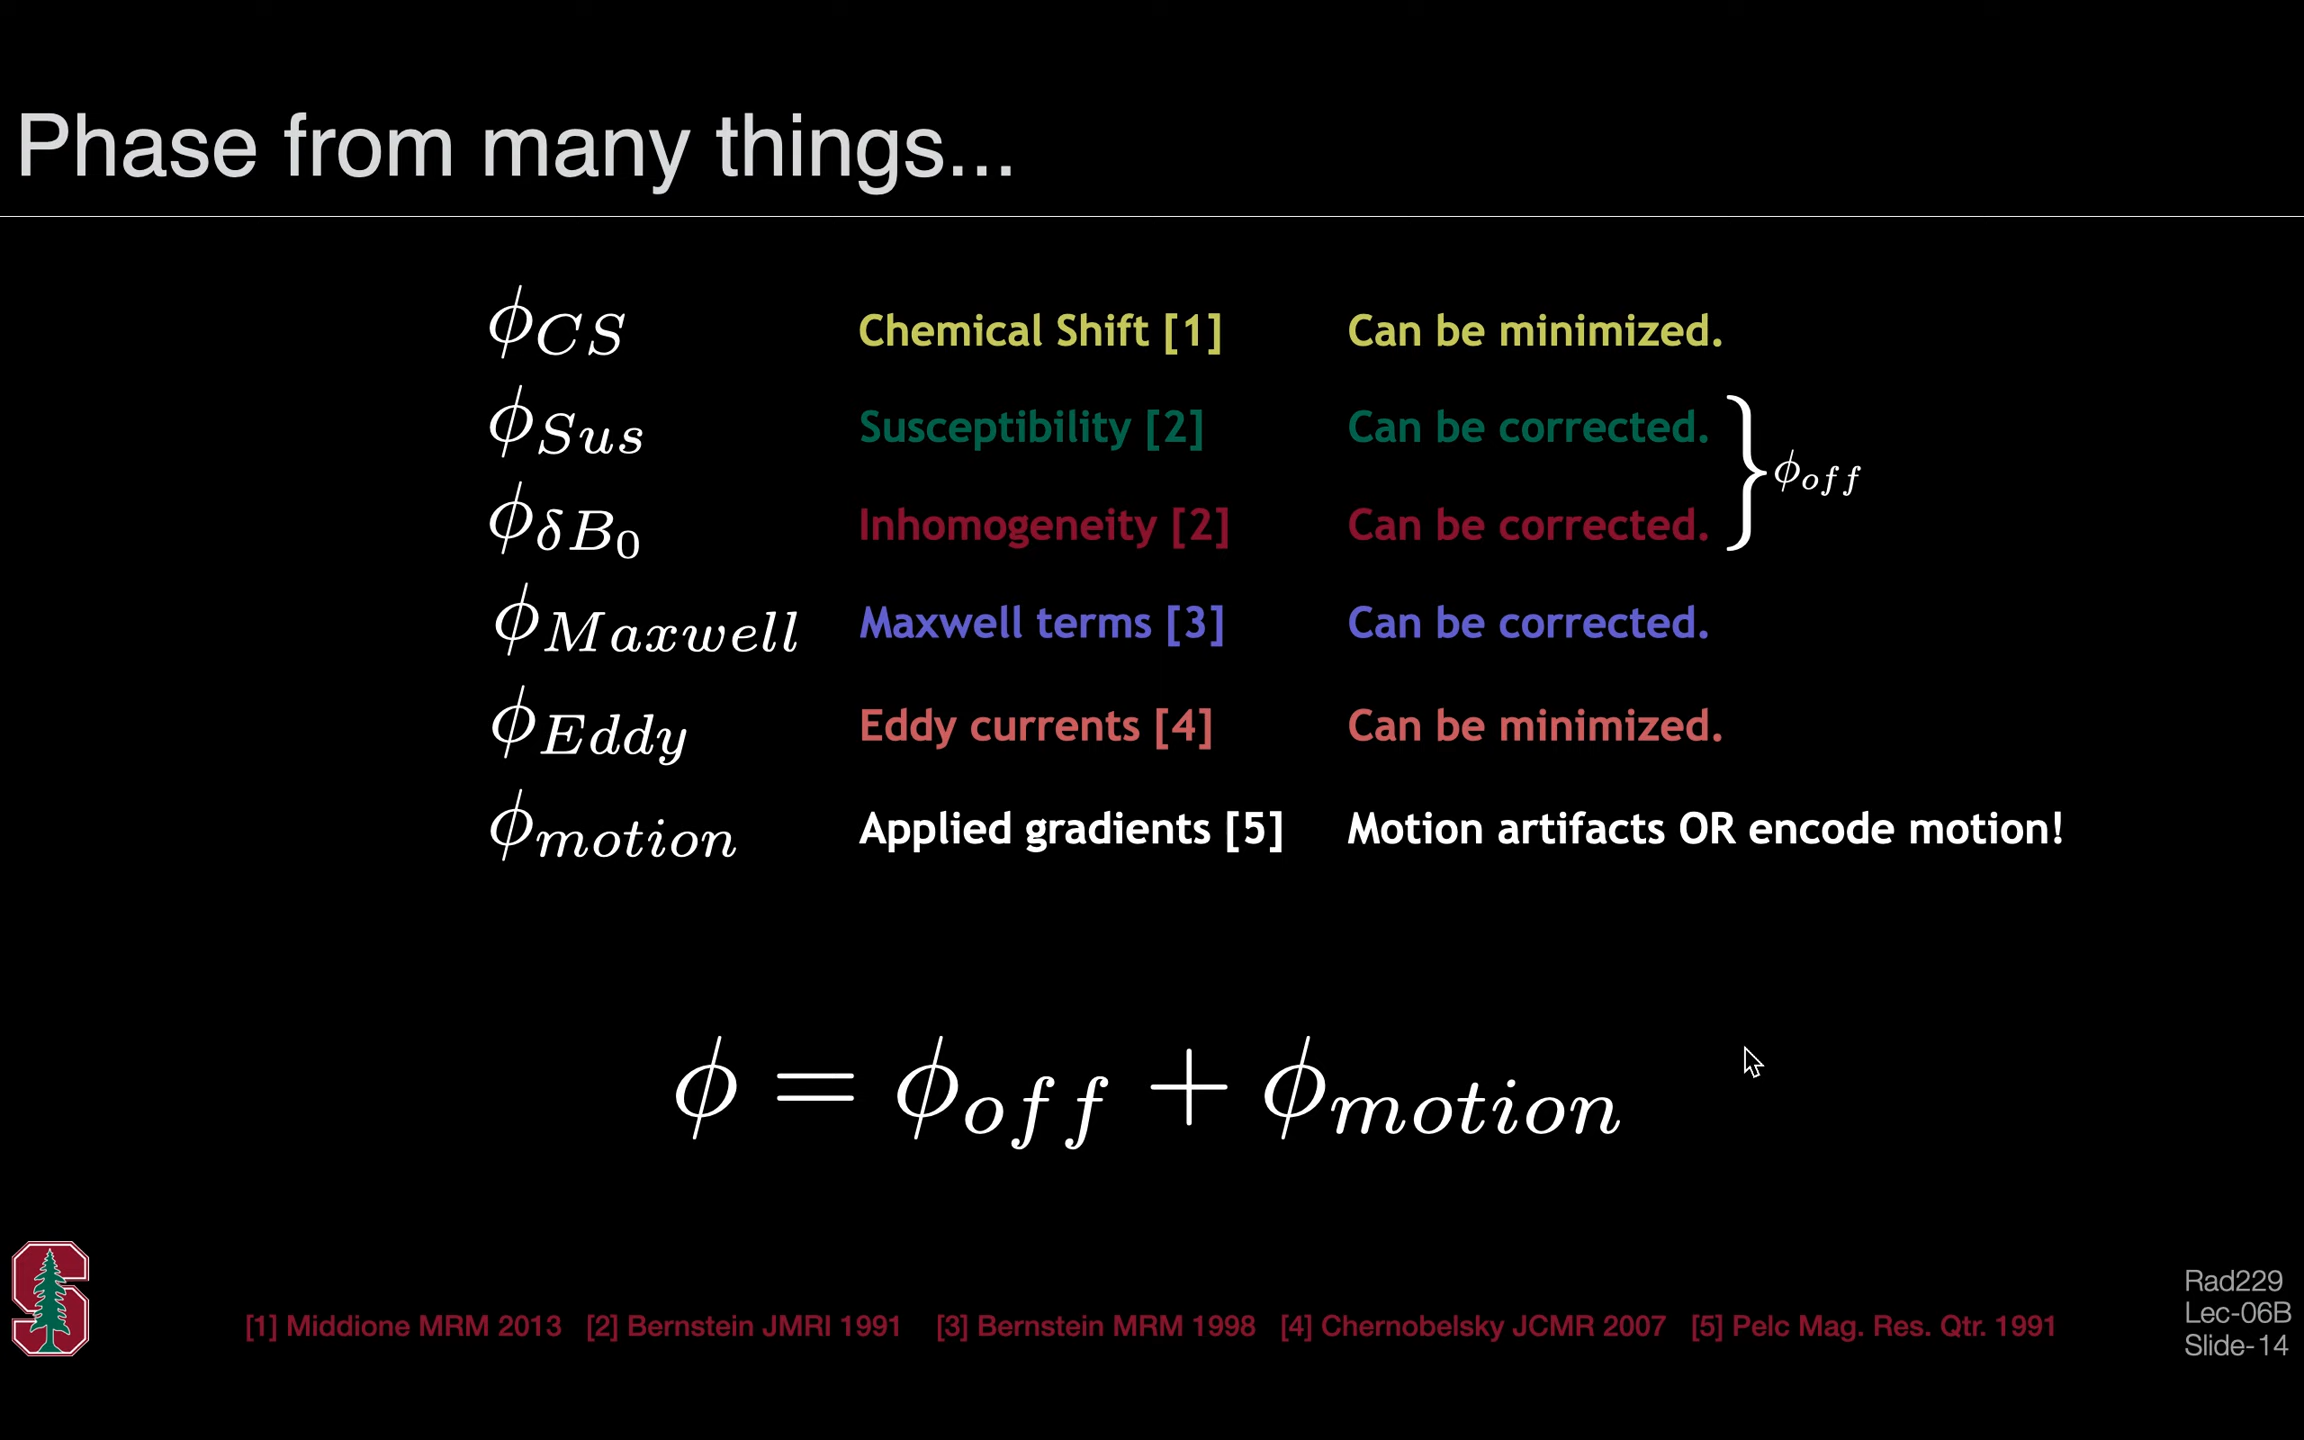 Phase from many things...
ϕ_CS Chemical Shift [1] Can be minimized.
ϕ_Sus Susceptibility [2] Can be corrected.
ϕ_off
ϕ_δB₀ Inhomogeneity [2] Can be corrected.
ϕ_Maxwell Maxwell terms [3] Can be corrected.
ϕ_Eddy Eddy currents [4] Can be minimized.
ϕ_motion Applied gradients [5] Motion artifacts OR encode motion!
ϕ = ϕ_off + ϕ_motion
[1] Middione MRM 2013 [2] Bernstein JMRI 1991 [3] Bernstein MRM 1998 [4] Chernobelsky JCMR 2007 [5] Pelc Mag. Res. Qtr. 1991
Rad229
Lec-06B
Slide-14